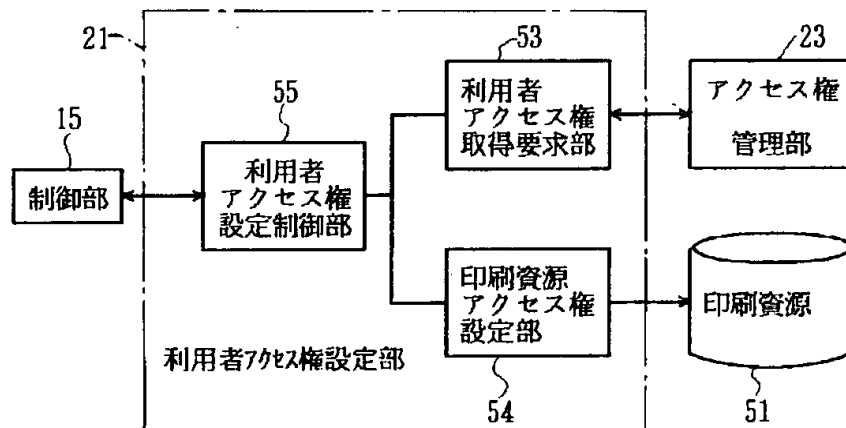 21
53
23
利用者
アクセス権
取得要求部
アクセス権
管理部
55
15
制御部
利用者
アクセス権
設定制御部
印刷資源
アクセス権
設定部
印刷資源
利用者アクセス権設定部
54
51